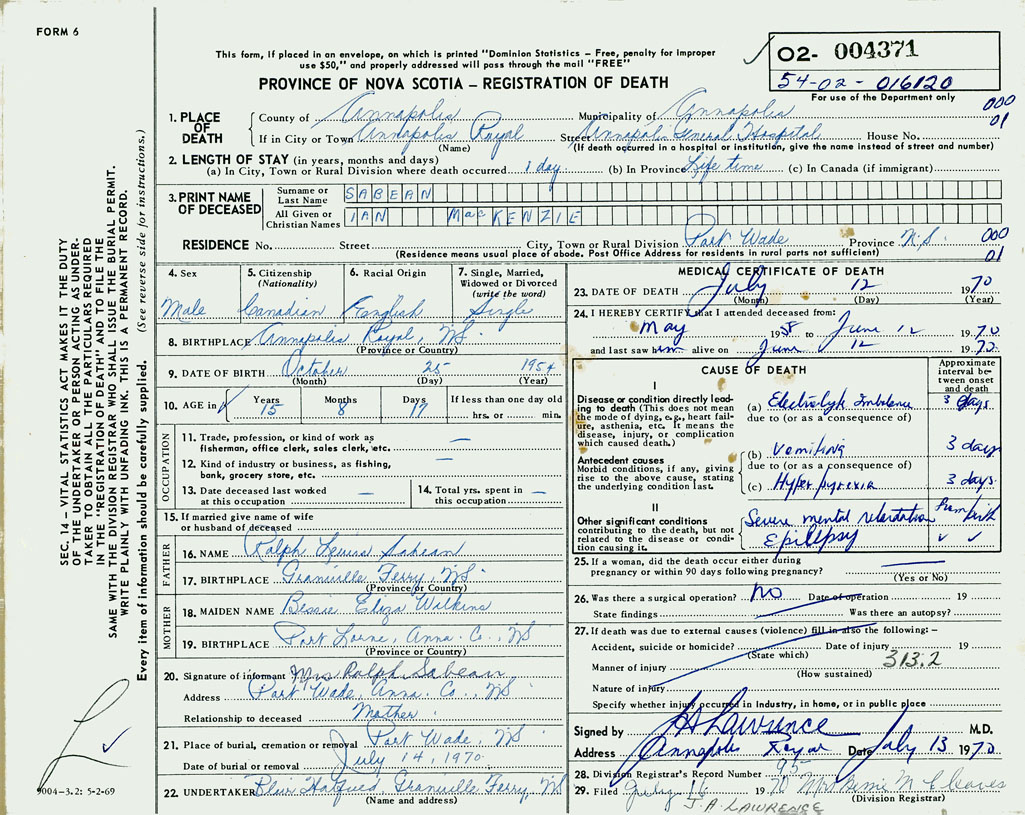 FORM 6
This form, if placed in an envelope, on which is printed "Dominion Statistics – Free, penalty for improper
use $50," and properly addressed will pass through the mail "FREE"
PROVINCE OF NOVA SCOTIA – REGISTRATION OF DEATH
02- 004371
54-02-016120
For use of the Department only
000
01
1. PLACE OF DEATH
County of Annapolis Municipality of Annapolis
If in City or Town Annapolis Royal Street Annapolis General Hospital House No.
(Name) (If death occurred in a hospital or institution, give the name instead of street and number)
2. LENGTH OF STAY (in years, months and days)
(a) In City, Town or Rural Division where death occurred 1 day (b) In Province Life time (c) In Canada (if immigrant)
3. PRINT NAME OF DECEASED
Surname or Last Name SABEAN
All Given or Christian Names IAN MacKENZIE
RESIDENCE No. Street City, Town or Rural Division Port Wade Province N.S. 000
(Residence means usual place of abode. Post Office Address for residents in rural parts not sufficient) 01
4. Sex 5. Citizenship (Nationality) 6. Racial Origin 7. Single, Married, Widowed or Divorced (write the word)
Male Canadian English Single
8. BIRTHPLACE Annapolis Royal, NS
(Province or Country)
9. DATE OF BIRTH October 25 1954
(Month) (Day) (Year)
10. AGE in Years Months Days If less than one day
15 8 17 hrs. or min.
OCCUPATION
11. Trade, profession, or kind of work as
fisherman, office clerk, sales clerk, etc. —
12. Kind of industry or business, as fishing, —
bank, grocery store, etc.
13. Date deceased last worked at this occupation — 14. Total yrs. spent in this occupation —
15. If married give name of wife
or husband of deceased
FATHER
16. NAME Ralph Sabean
17. BIRTHPLACE Granville Ferry, NS
(Province or Country)
MOTHER
18. MAIDEN NAME Bessie Eliza Wilkins
19. BIRTHPLACE Port Lorne, Anna. Co., NS
(Province or Country)
20. Signature of informant Mrs Ralph Sabean
Address Port Wade, Anna. Co., NS
Relationship to deceased Mother
21. Place of burial, cremation or removal Port Wade, NS
Date of burial or removal July 14, 1970
22. UNDERTAKER Blair Granville Ferry, NS
(Name and address)
MEDICAL CERTIFICATE OF DEATH
23. DATE OF DEATH July 12 1970
(Month) (Day) (Year)
24. I HEREBY CERTIFY that I attended deceased from:
May 1958 to June 12 1970
and last saw him alive on June 12 1970
CAUSE OF DEATH
Approximate interval between onset and death
I
Disease or condition directly leading to death (This does not mean the mode of dying, e.g., heart failure, asthenia, etc. It means the disease, injury, or complication which caused death.)
(a) Electrolyte Imbalance 3 days
due to (or as a consequence of)
Antecedent causes
Morbid conditions, if any, giving rise to the above cause, stating the underlying condition last.
(b) Vomiting 3 days
due to (or as a consequence of)
(c) Hyperpyrexia 3 days
II
Other significant conditions
contributing to the death, but not related to the disease or condition causing it.
Severe mental retardation From birth
Epilepsy ✓ ✓
25. If a woman, did the death occur either during
pregnancy or within 90 days following pregnancy? —
(Yes or No)
26. Was there a surgical operation? No Date of operation 19
State findings Was there an autopsy?
27. If death was due to external causes (violence) fill in also the following: –
Accident, suicide or homicide? Date of injury 19
(State which) 313.2
Manner of injury
(How sustained)
Nature of injury
Specify whether injury occurred in industry, in home, or in public place
Signed by A Lawrence M.D.
Address Annapolis Royal Date July 13 1970
28. Division Registrar's Record Number 95
29. Filed July 16 1970
(Division Registrar)
J.A. LAWRENCE
SEC. 14 – VITAL STATISTICS ACT MAKES IT THE DUTY
OF THE UNDERTAKER OR PERSON ACTING AS UNDER-
TAKER TO OBTAIN ALL THE PARTICULARS REQUIRED
IN THE "REGISTRATION OF DEATH" AND TO FILE THE
SAME WITH THE DIVISION REGISTRAR WHO SHALL ISSUE THE BURIAL PERMIT.
WRITE PLAINLY WITH UNFADING INK. THIS IS A PERMANENT RECORD.
Every item of information should be carefully supplied. (See reverse side for instructions.)
9004-3.2: 5-2-69